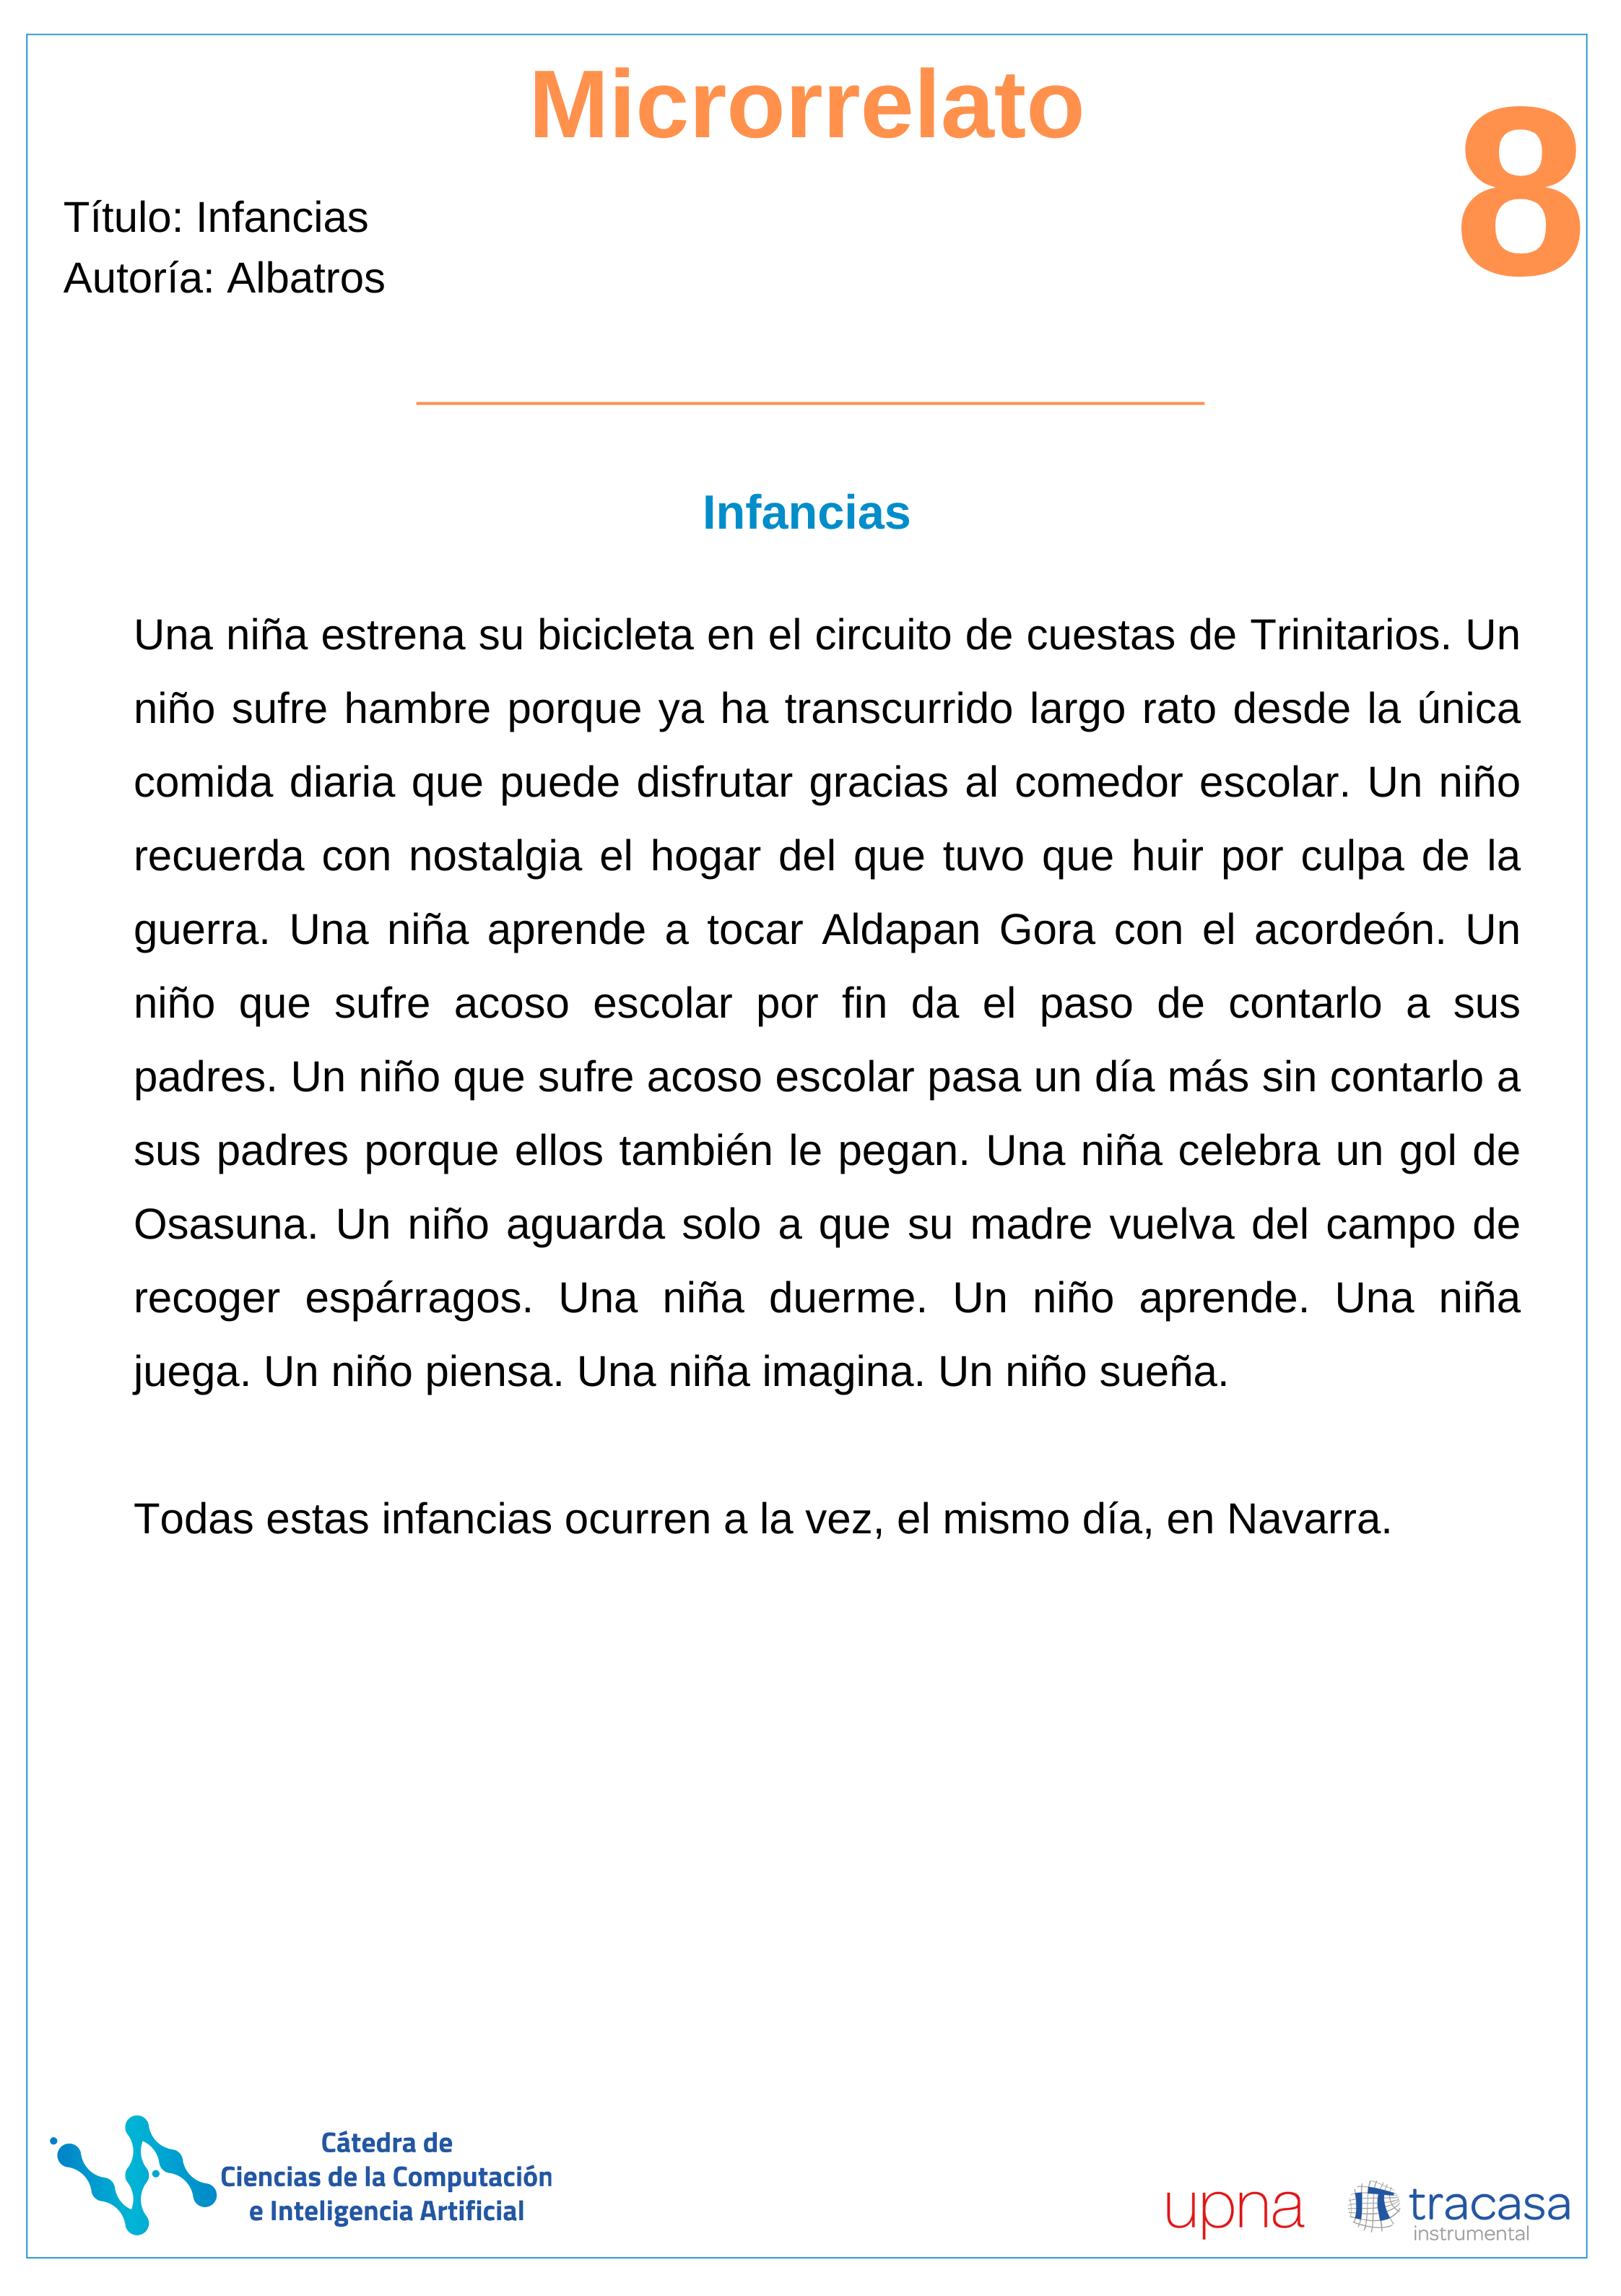 Microrrelato
8
Título: Infancias
Autoría: Albatros
Infancias
Una niña estrena su bicicleta en el circuito de cuestas de Trinitarios. Un
niño sufre hambre porque ya ha transcurrido largo rato desde la única
comida diaria que puede disfrutar gracias al comedor escolar. Un niño
recuerda con nostalgia el hogar del que tuvo que huir por culpa de la
guerra. Una niña aprende a tocar Aldapan Gora con el acordeón. Un
niño que sufre acoso escolar por fin da el paso de contarlo a sus
padres. Un niño que sufre acoso escolar pasa un día más sin contarlo a
sus padres porque ellos también le pegan. Una niña celebra un gol de
Osasuna. Un niño aguarda solo a que su madre vuelva del campo de
recoger espárragos. Una niña duerme. Un niño aprende. Una niña
juega. Un niño piensa. Una niña imagina. Un niño sueña.
Todas estas infancias ocurren a la vez, el mismo día, en Navarra.
Cátedra de
Ciencias de la Computación
e Inteligencia Artificial
upna
tracasa
instrumental